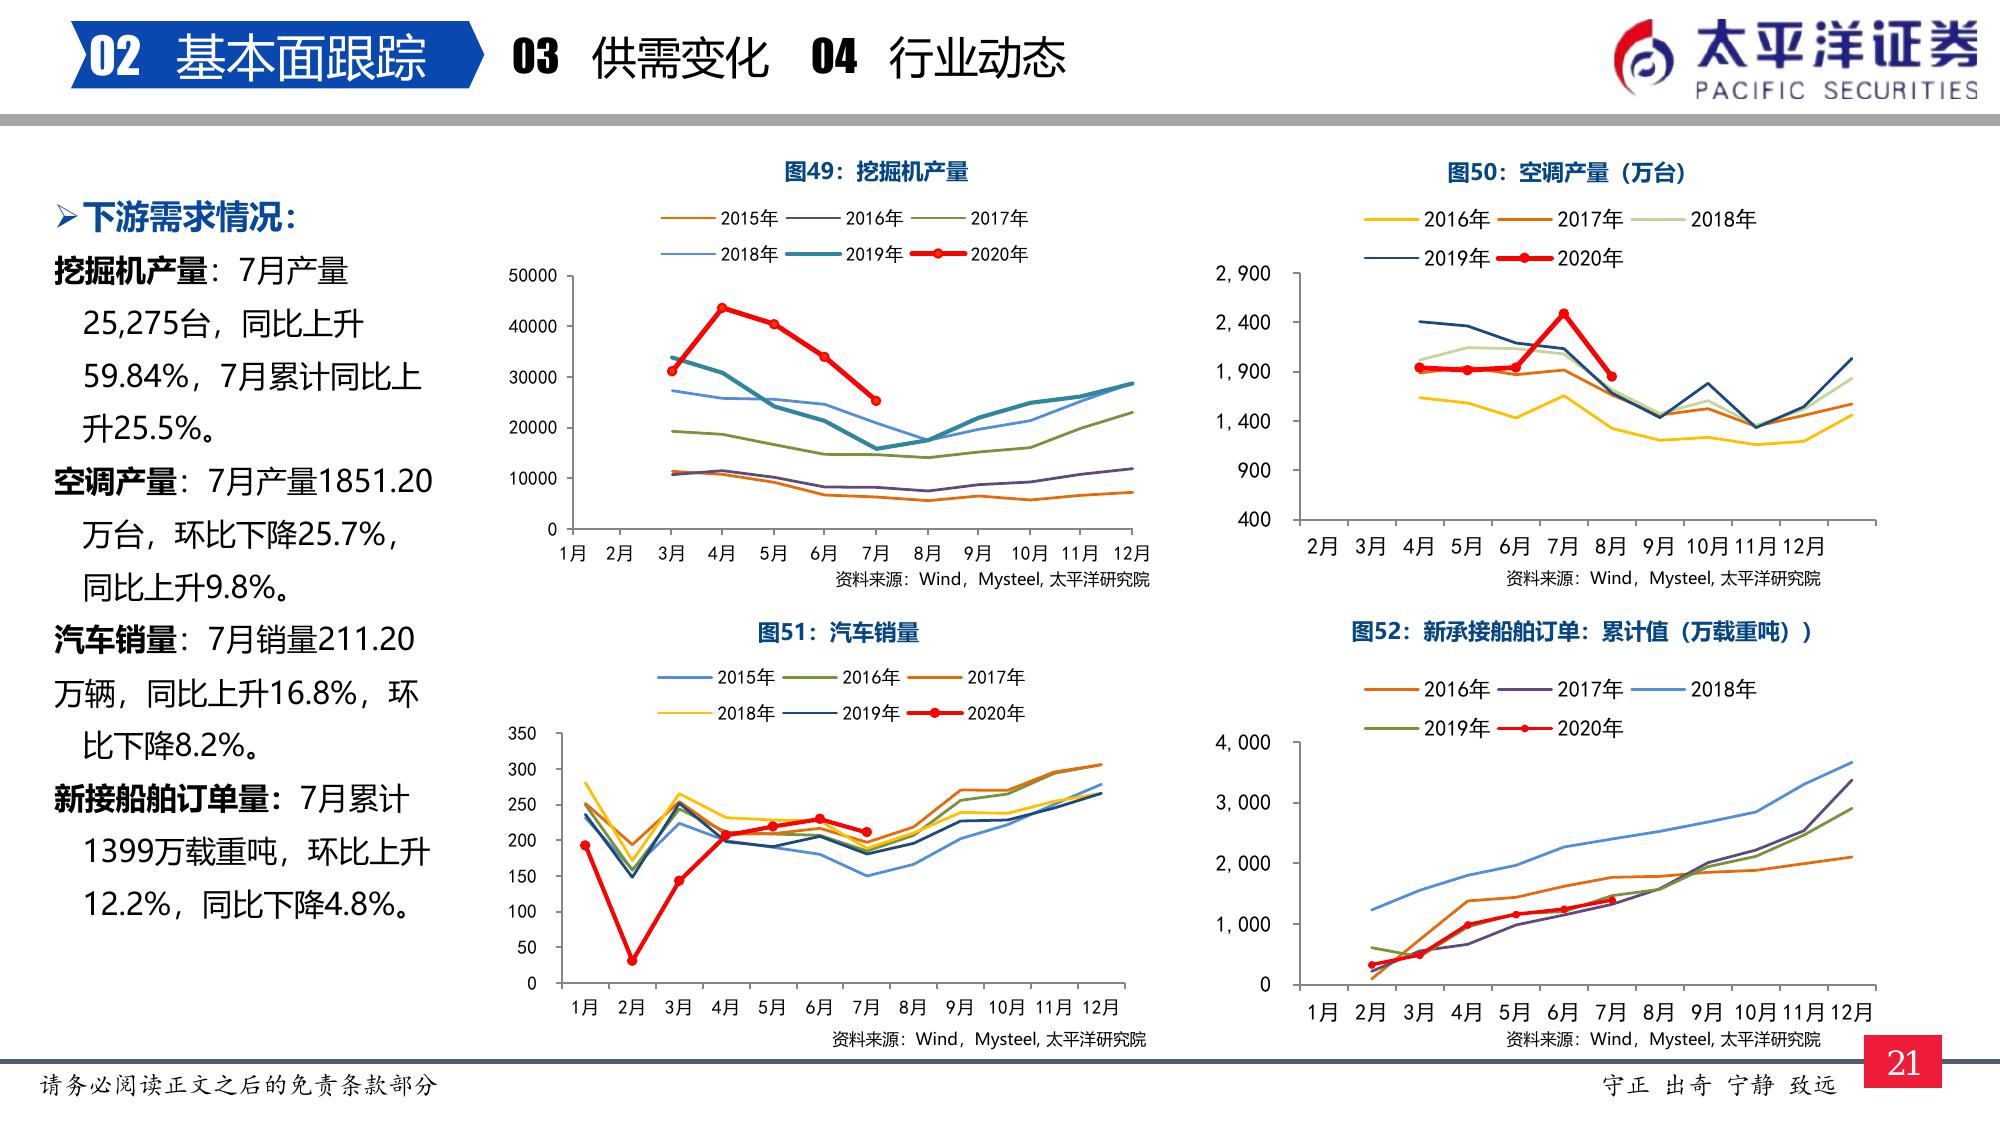 02 基本面跟踪 03 供需变化 04 行业动态
太平洋证券
PACIFIC SECURITIES
➢下游需求情况：
挖掘机产量：7月产量
25,275台，同比上升
59.84%，7月累计同比上
升25.5%。
空调产量：7月产量1851.20
万台，环比下降25.7%，
同比上升9.8%。
汽车销量：7月销量211.20
万辆，同比上升16.8%，环
比下降8.2%。
新接船舶订单量：7月累计
1399万载重吨，环比上升
12.2%，同比下降4.8%。
图49：挖掘机产量
2015年 2016年 2017年
2018年 2019年 2020年
50000
40000
30000
20000
10000
0
1月 2月 3月 4月 5月 6月 7月 8月 9月 10月 11月 12月
资料来源：Wind，Mysteel, 太平洋研究院
图50：空调产量（万台）
2016年 2017年 2018年
2019年 2020年
2,900
2,400
1,900
1,400
900
400
2月 3月 4月 5月 6月 7月 8月 9月 10月 11月 12月
资料来源：Wind，Mysteel, 太平洋研究院
图51：汽车销量
2015年 2016年 2017年
2018年 2019年 2020年
350
300
250
200
150
100
50
0
1月 2月 3月 4月 5月 6月 7月 8月 9月 10月 11月 12月
资料来源：Wind，Mysteel, 太平洋研究院
图52：新承接船舶订单：累计值（万载重吨））
2016年 2017年 2018年
2019年 2020年
4,000
3,000
2,000
1,000
0
1月 2月 3月 4月 5月 6月 7月 8月 9月 10月 11月 12月
资料来源：Wind，Mysteel, 太平洋研究院
请务必阅读正文之后的免责条款部分
守正 出奇 宁静 致远
21